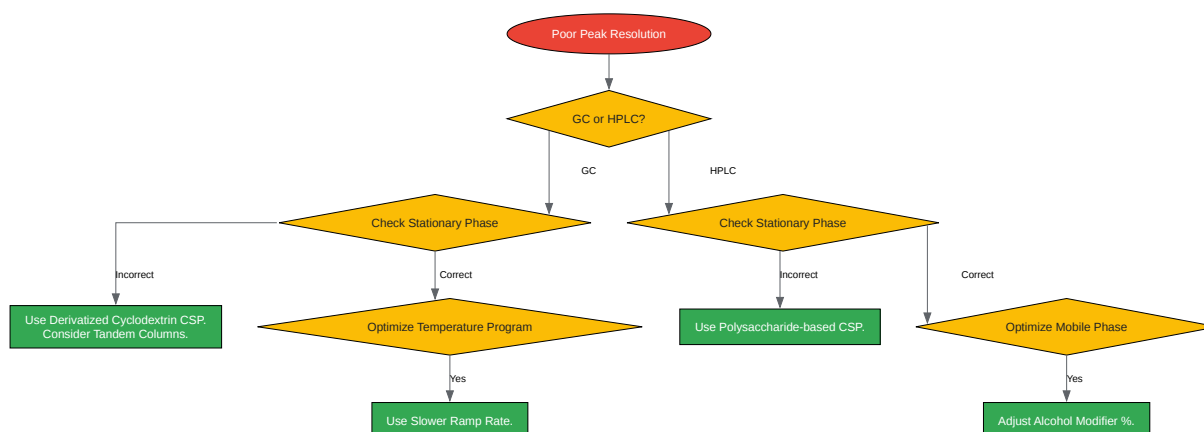 Poor Peak Resolution
GC or HPLC?
GC
HPLC
Check Stationary Phase
Check Stationary Phase
Incorrect
Correct
Incorrect
Correct
Use Derivatized Cyclodextrin CSP.
Consider Tandem Columns.
Optimize Temperature Program
Use Polysaccharide-based CSP.
Optimize Mobile Phase
Yes
Yes
Use Slower Ramp Rate.
Adjust Alcohol Modifier %.